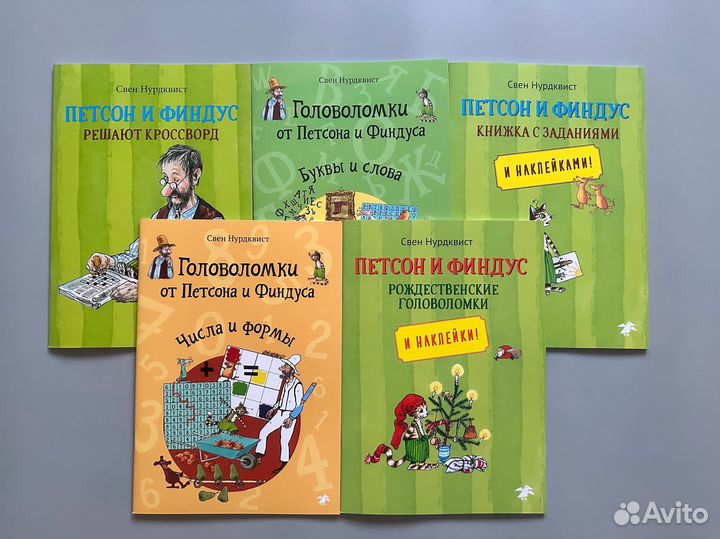 Свен Нурдквист
ПЕТСОН И ФИНДУС
РЕШАЮТ КРОССВОРД
Свен Нурдквист
Головоломки
от Петсона и Финдуса
Буквы и слова
Свен Нурдквист
ПЕТСОН И ФИНДУС
КНИЖКА С ЗАДАНИЯМИ
И НАКЛЕЙКАМИ!
Свен Нурдквист
Головоломки
от Петсона и Финдуса
Числа и формы
Свен Нурдквист
ПЕТСОН И ФИНДУС
РОЖДЕСТВЕНСКИЕ
ГОЛОВОЛОМКИ
И НАКЛЕЙКИ!
Avito